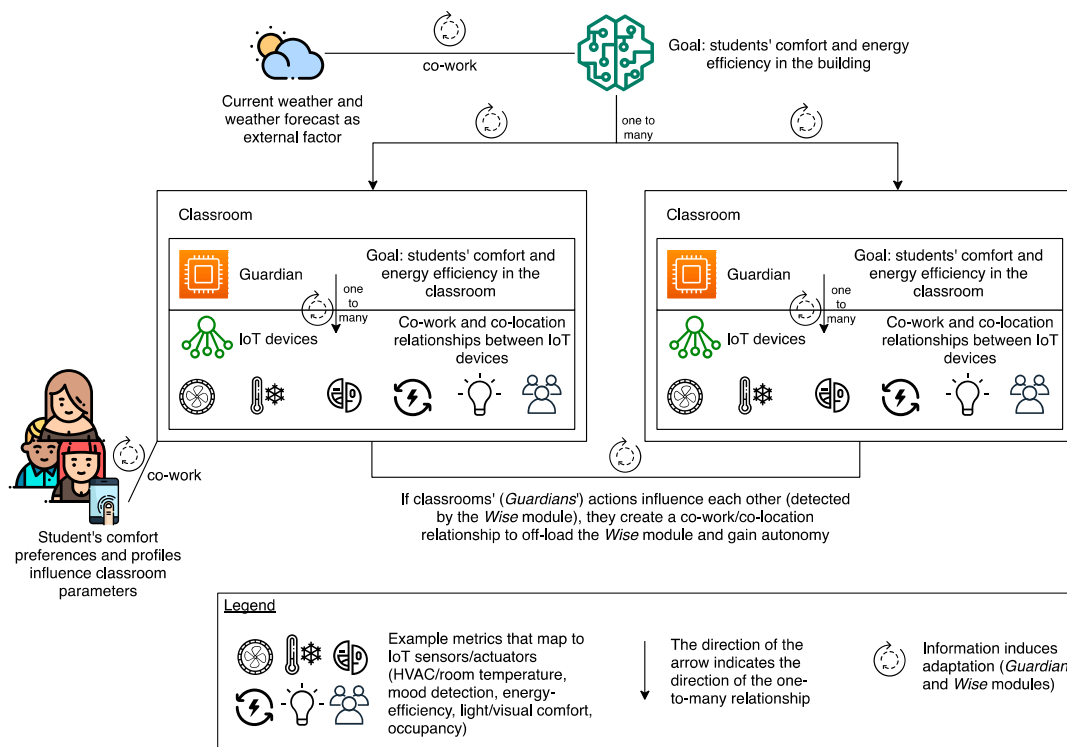 co-work
Goal: students' comfort and energy
efficiency in the building
Current weather and
weather forecast as
external factor
one to
many
Classroom
Guardian
Goal: students' comfort and
energy efficiency in the
classroom
one
to
many
IoT devices
Co-work and co-location
relationships between IoT
devices
Classroom
Guardian
Goal: students' comfort and
energy efficiency in the
classroom
one
to
many
IoT devices
Co-work and co-location
relationships between IoT
devices
co-work
Student's comfort
preferences and profiles
influence classroom
parameters
If classrooms' (Guardians') actions influence each other (detected
by the Wise module), they create a co-work/co-location
relationship to off-load the Wise module and gain autonomy
Legend
Example metrics that map to
IoT sensors/actuators
(HVAC/room temperature,
mood detection, energy-
efficiency, light/visual comfort,
occupancy)
The direction of the
arrow indicates the
direction of the one-
to-many relationship
Information induces
adaptation (Guardian
and Wise modules)